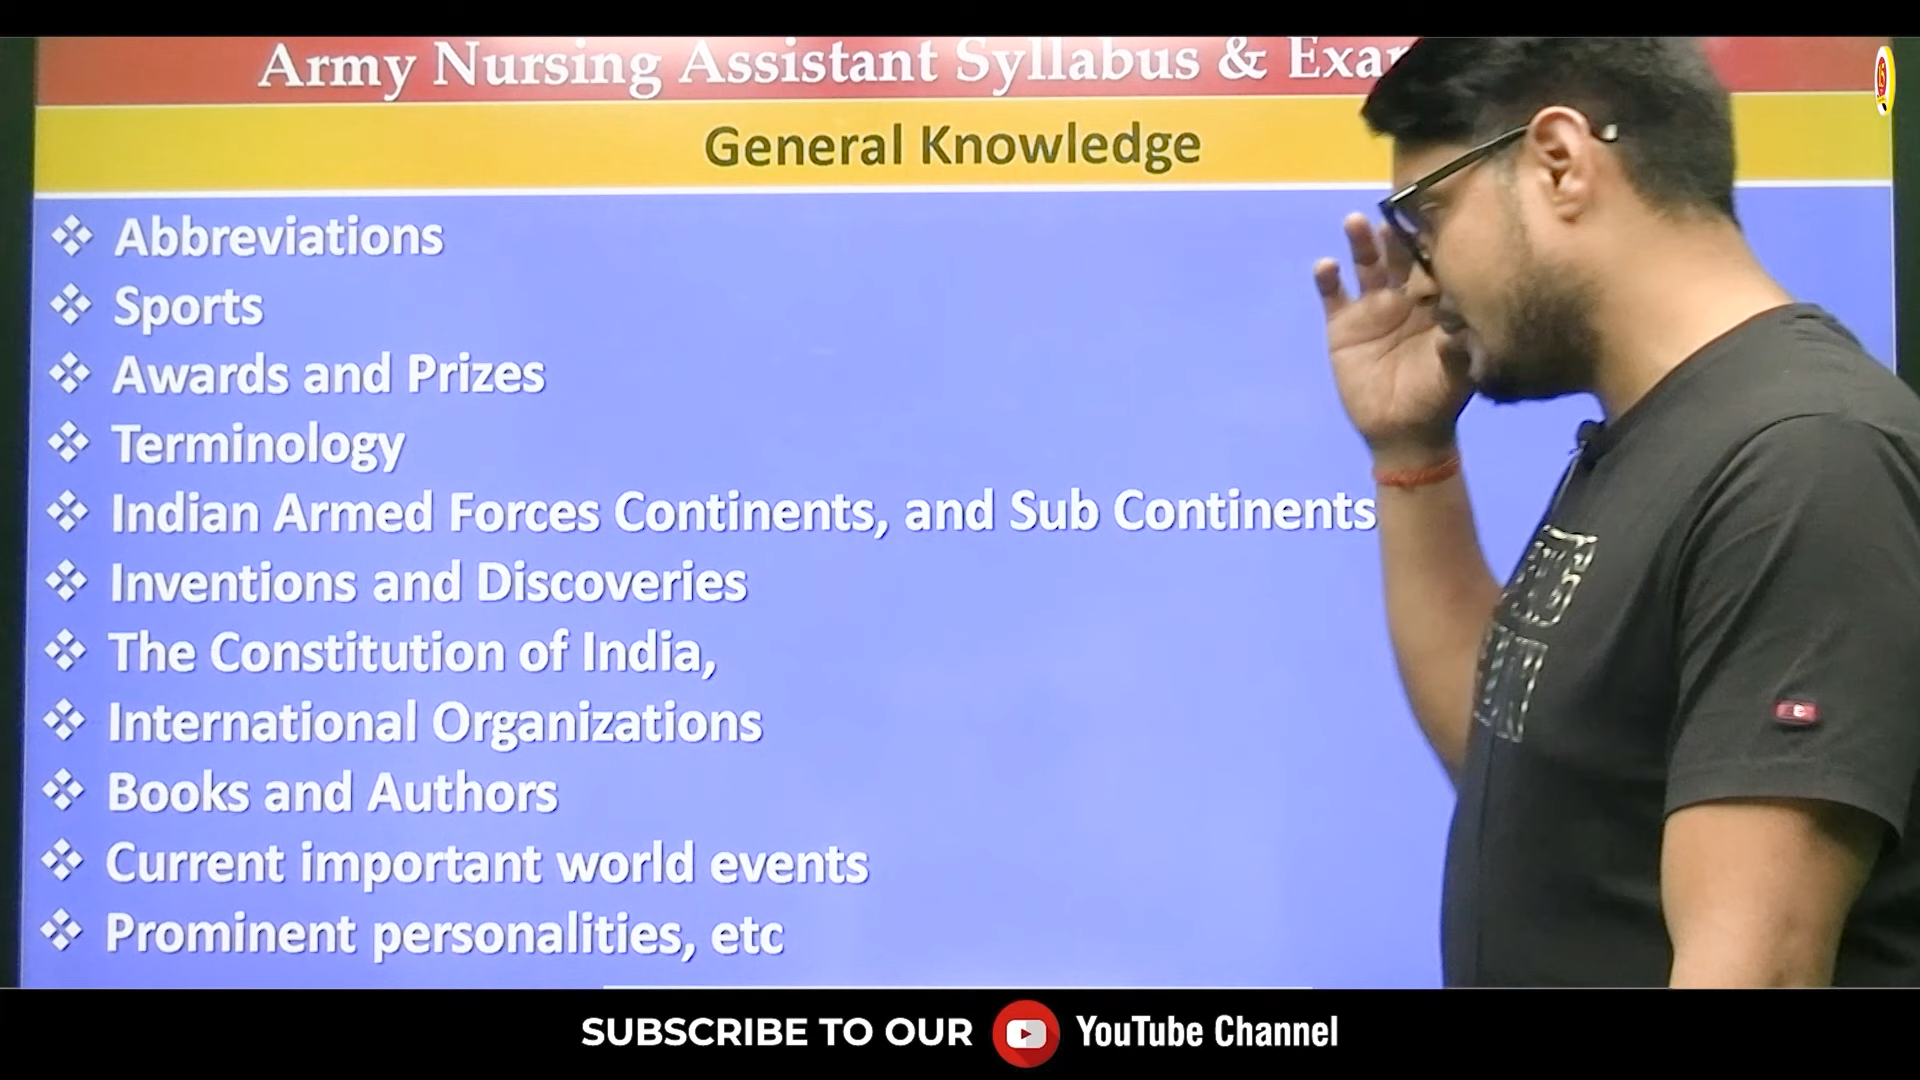 Army Nursing Assistant Syllabus & Exa
General Knowledge
❖ Abbreviations
❖ Sports
❖ Awards and Prizes
❖ Terminology
❖ Indian Armed Forces Continents, and Sub Continents
❖ Inventions and Discoveries
❖ The Constitution of India,
❖ International Organizations
❖ Books and Authors
❖ Current important world events
❖ Prominent personalities, etc
SUBSCRIBE TO OUR YouTube Channel